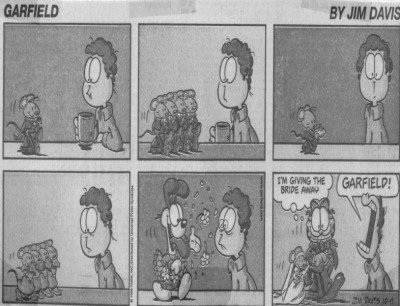 GARFIELD
BY JIM DAVIS
I'M GIVING THE
BRIDE AWAY
GARFIELD!